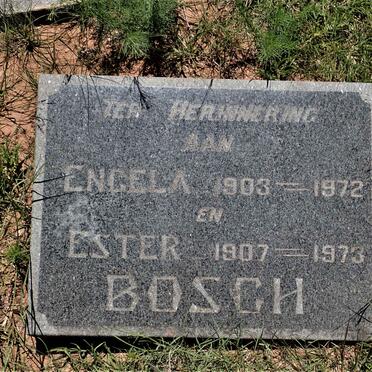 TER HERINNERING
AAN
ENGELA 1903 — 1972
EN
ESTER 1907 — 1973
BOSCH